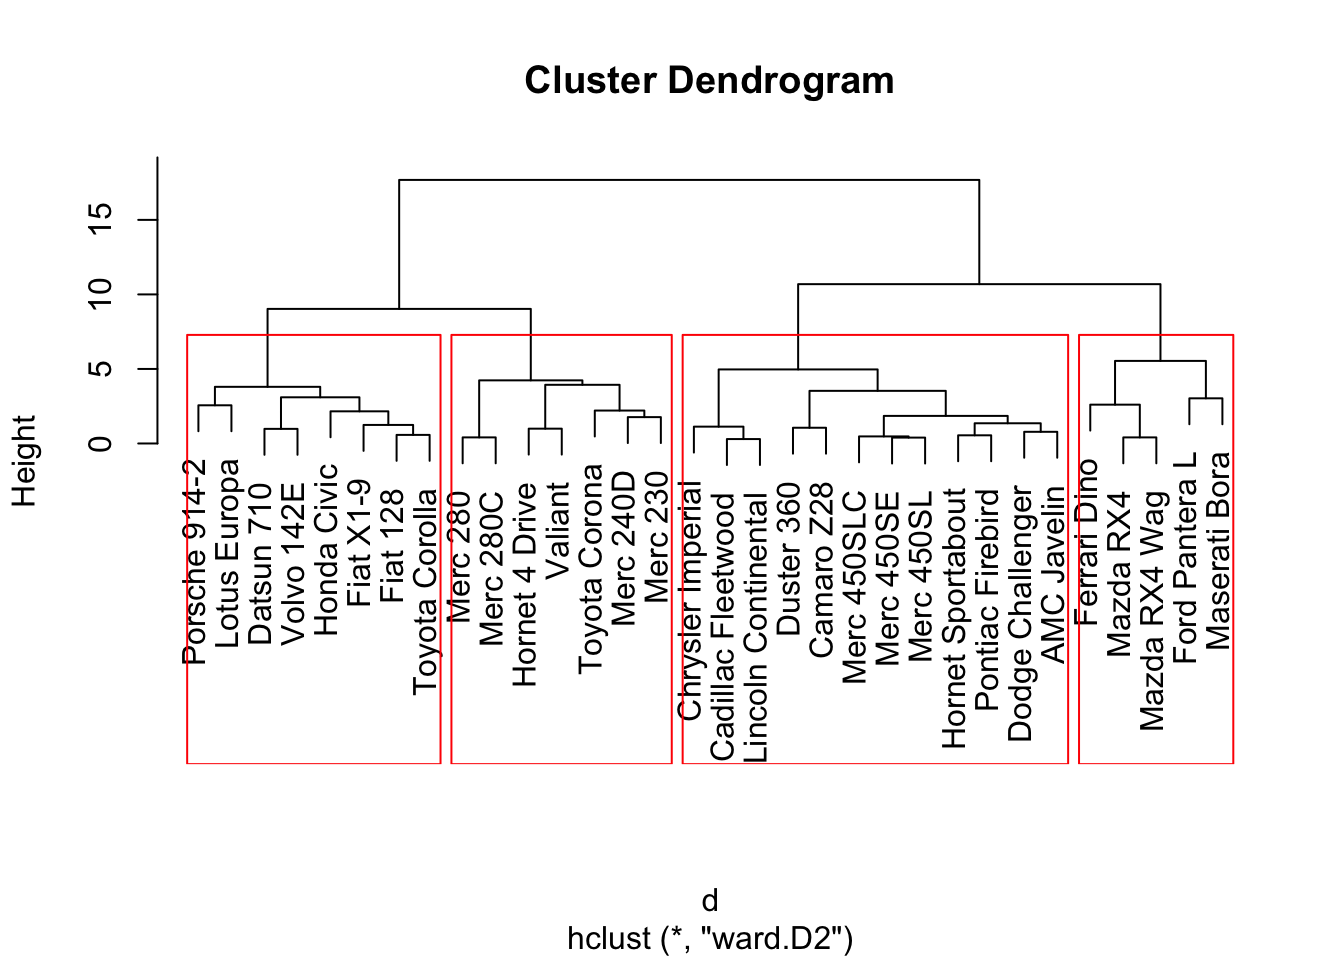 Cluster Dendrogram
Height
15
10
5
0
Porsche 914-2
Lotus Europa
Datsun 710
Volvo 142E
Honda Civic
Fiat X1-9
Fiat 128
Toyota Corolla
Merc 280
Merc 280C
Hornet 4 Drive
Valiant
Toyota Corona
Merc 240D
Merc 230
Chrysler Imperial
Cadillac Fleetwood
Lincoln Continental
Duster 360
Camaro Z28
Merc 450SLC
Merc 450SE
Merc 450SL
Hornet Sportabout
Pontiac Firebird
Dodge Challenger
AMC Javelin
Ferrari Dino
Mazda RX4
Mazda RX4 Wag
Ford Pantera L
Maserati Bora
d
hclust (*, "ward.D2")